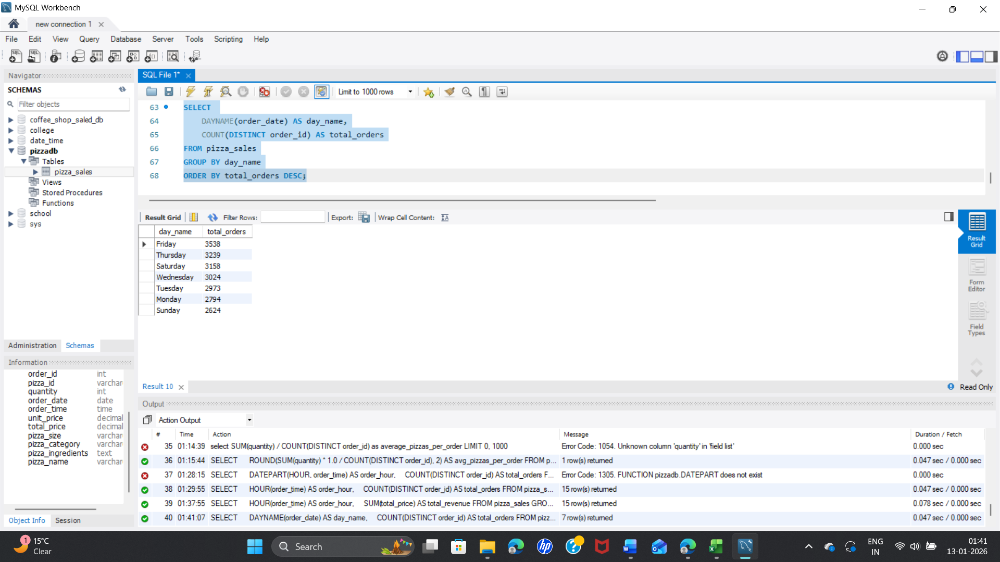 MySQL Workbench
new connection 1
File Edit View Query Database Server Tools Scripting Help
Navigator
SCHEMAS
Filter objects
coffee_shop_saled_db
college
date_time
pizzadb
Tables
pizza_sales
Views
Stored Procedures
Functions
school
sys
Administration Schemas
Information
order_id int
pizza_id varchar
quantity int
order_date date
order_time time
unit_price decimal
total_price decimal
pizza_size varchar
pizza_category varchar
pizza_ingredients text
pizza_name varchar
Object Info Session
SQL File 1*
Limit to 1000 rows
63 SELECT
64 DAYNAME(order_date) AS day_name,
65 COUNT(DISTINCT order_id) AS total_orders
66 FROM pizza_sales
67 GROUP BY day_name
68 ORDER BY total_orders DESC;
Result Grid Filter Rows: Export: Wrap Cell Content:
day_name total_orders
Friday 3538
Thursday 3239
Saturday 3158
Wednesday 3024
Tuesday 2973
Monday 2794
Sunday 2624
Result
Grid
Form
Editor
Field
Types
Result 10
Read Only
Output
Action Output
# Time Action Message Duration / Fetch
35 01:14:39 select SUM(quantity) / COUNT(DISTINCT order_id) as average_pizzas_per_order LIMIT 0, 1000 Error Code: 1054. Unknown column 'quantity' in 'field list' 0.000 sec
36 01:15:44 SELECT ROUND(SUM(quantity) * 1.0 / COUNT(DISTINCT order_id), 2) AS avg_pizzas_per_order FROM p... 1 row(s) returned 0.047 sec / 0.000 sec
37 01:28:15 SELECT DATEPART(HOUR, order_time) AS order_hour, COUNT(DISTINCT order_id) AS total_orders F... Error Code: 1305. FUNCTION pizzadb.DATEPART does not exist 0.000 sec
38 01:29:55 SELECT HOUR(order_time) AS order_hour, COUNT(DISTINCT order_id) AS total_orders FROM pizza_s... 15 row(s) returned 0.047 sec / 0.000 sec
39 01:37:55 SELECT HOUR(order_time) AS order_hour, SUM(total_price) AS total_revenue FROM pizza_sales GRO... 15 row(s) returned 0.078 sec / 0.000 sec
40 01:41:07 SELECT DAYNAME(order_date) AS day_name, COUNT(DISTINCT order_id) AS total_orders FROM pizz... 7 row(s) returned 0.047 sec / 0.000 sec
1
15°C
Clear
Search
ENG
IN
01:41
13-01-2026